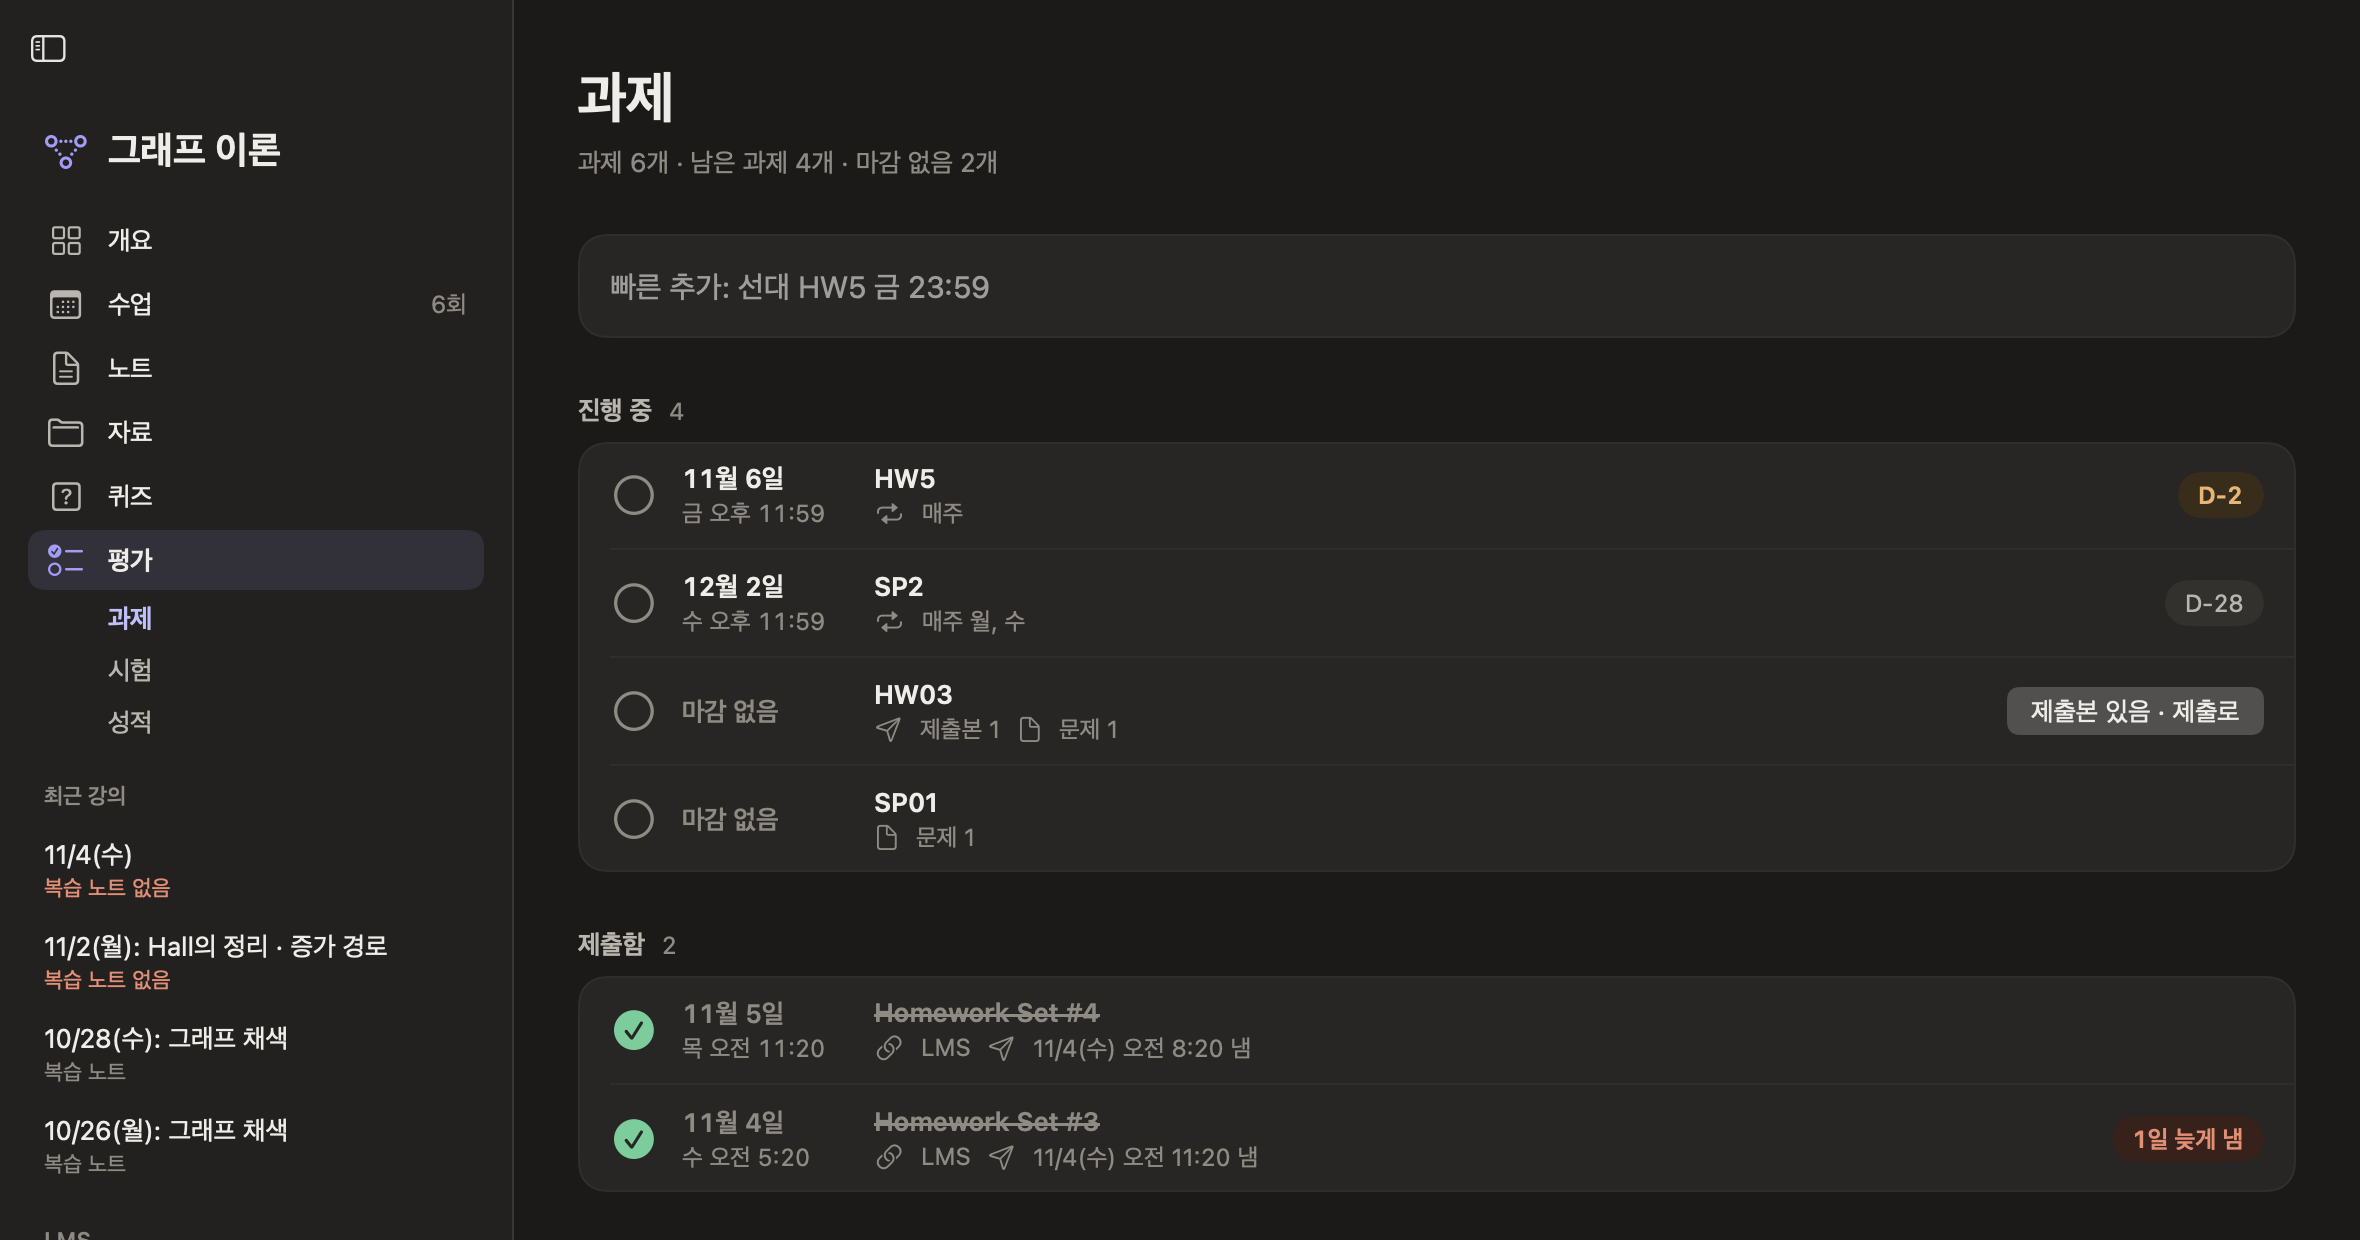 그래프 이론
개요
수업 6회
노트
자료
퀴즈
평가
과제
시험
성적
최근 강의
11/4(수)
복습 노트 없음
11/2(월): Hall의 정리 · 증가 경로
복습 노트 없음
10/28(수): 그래프 채색
복습 노트
10/26(월): 그래프 채색
복습 노트
LMS
과제
과제 6개 · 남은 과제 4개 · 마감 없음 2개
빠른 추가: 선대 HW5 금 23:59
진행 중 4
11월 6일 HW5
금 오후 11:59 매주
D-2
12월 2일 SP2
수 오후 11:59 매주 월, 수
D-28
마감 없음
HW03
제출본 1 문제 1
제출본 있음 · 제출로
마감 없음
SP01
문제 1
제출함 2
11월 5일 Homework Set #4
목 오전 11:20 LMS 11/4(수) 오전 8:20 냄
11월 4일 Homework Set #3
수 오전 5:20 LMS 11/4(수) 오전 11:20 냄
1일 늦게 냄